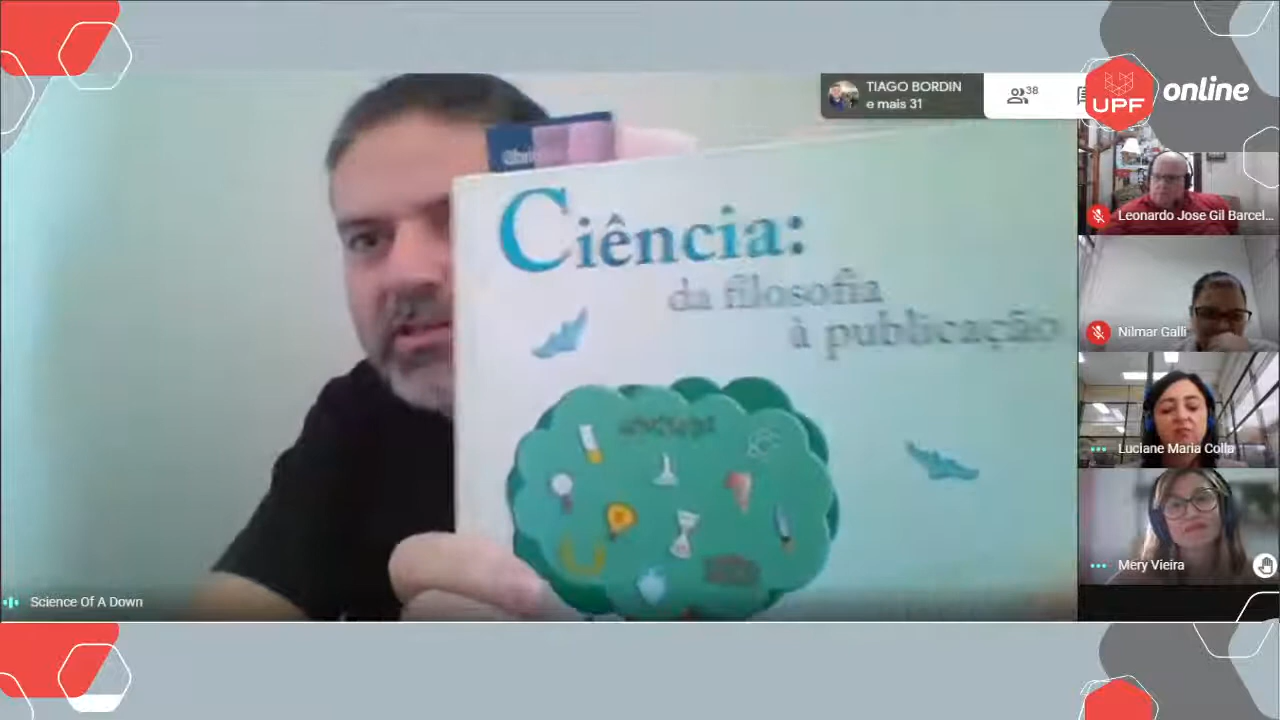 TIAGO BORDIN
e mais 31
38
UPF online
Ciência:
da filosofia
à publicação
Leonardo Jose Gil Barcel...
Nilmar Galli
Luciane Maria Colla
Mery Vieira
Science Of A Down